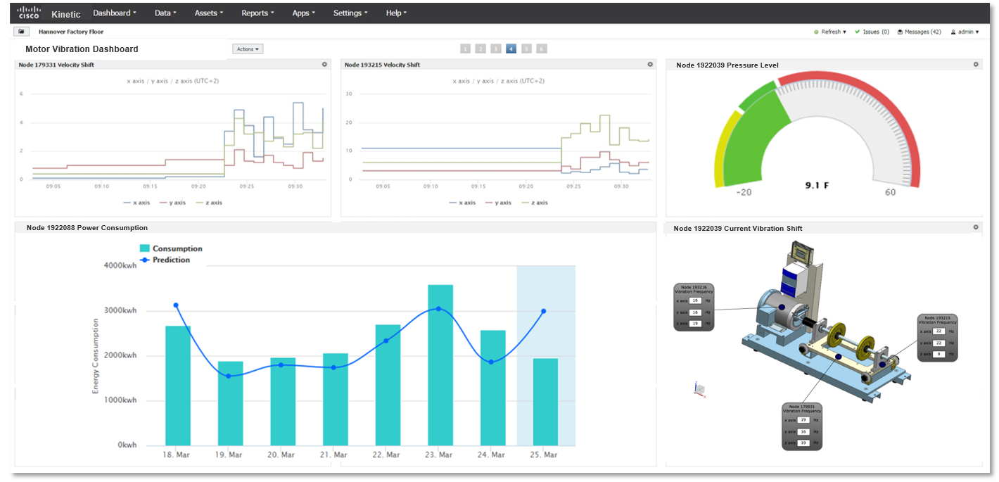 cisco Kinetic Dashboard Data Assets Reports Apps Settings Help
Hannover Factory Floor Refresh Issues (0) Messages (42) admin
Motor Vibration Dashboard Actions 1 2 3 4 5 6
Node 179331 Velocity Shift
x axis / y axis / z axis (UTC+2)
6
4
2
0
09:05 09:10 09:15 09:20 09:25 09:30
x axis y axis z axis
Node 193215 Velocity Shift
x axis / y axis / z axis (UTC+2)
30
20
10
0
09:05 09:10 09:15 09:20 09:25 09:30
x axis y axis z axis
Node 1922039 Pressure Level
9.1 F
-20 60
Node 1922088 Power Consumption
Consumption
Prediction
Energy Consumption
4000kwh
3000kwh
2000kwh
1000kwh
0kwh
18. Mar 19. Mar 20. Mar 21. Mar 22. Mar 23. Mar 24. Mar 25. Mar
Node 1922039 Current Vibration Shift
Node 193216
Vibration Frequency
x axis 16 Hz
y axis 16 Hz
z axis 19 Hz
Node 193215
Vibration Frequency
x axis 22 Hz
y axis 22 Hz
z axis 9 Hz
Node 179931
Vibration Frequency
x axis 19 Hz
y axis 16 Hz
y axis 19 Hz